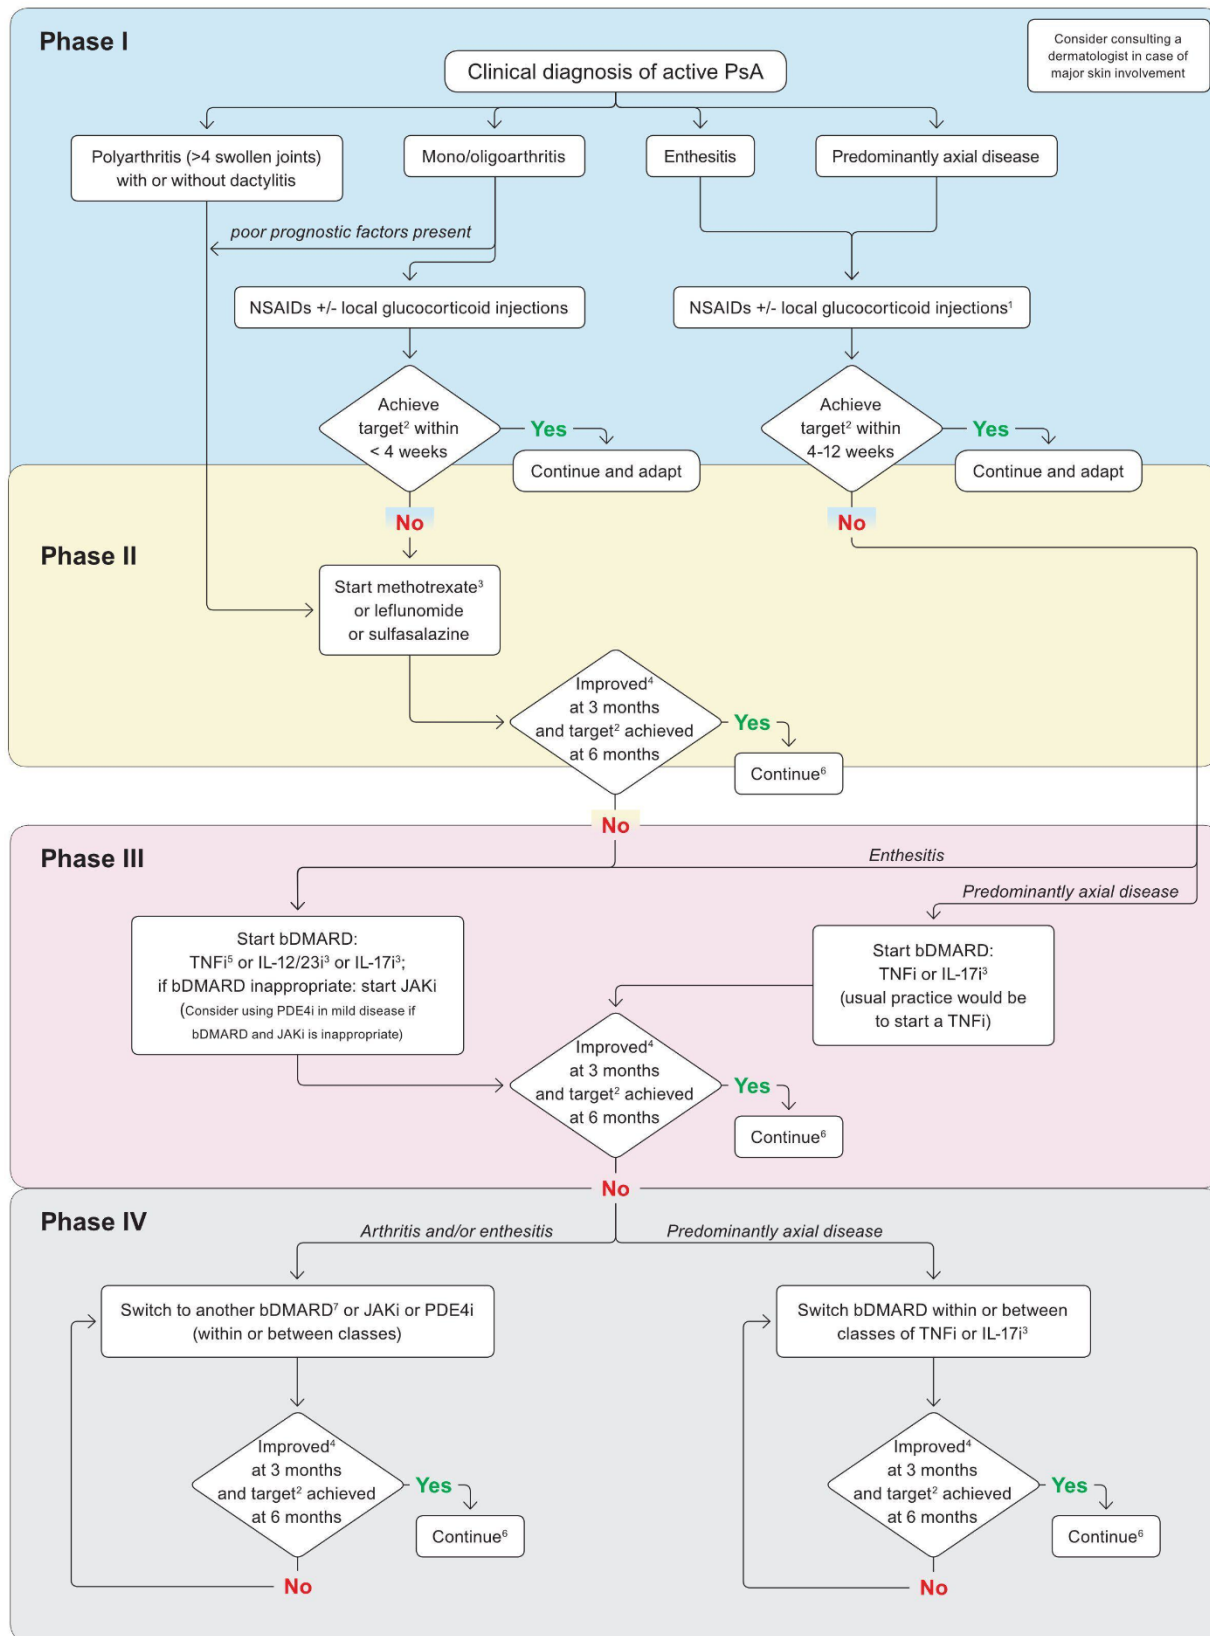 Phase I
Consider consulting a
dermatologist in case of
major skin involvement
Clinical diagnosis of active PsA
Polyarthritis (>4 swollen joints)
with or without dactylitis
Mono/oligoarthritis
Enthesitis
Predominantly axial disease
poor prognostic factors present
NSAIDs +/- local glucocorticoid injections
NSAIDs +/- local glucocorticoid injections¹
Achieve
target² within
< 4 weeks
Yes
Continue and adapt
Achieve
target² within
4-12 weeks
Yes
Continue and adapt
No
No
Phase II
Start methotrexate³
or leflunomide
or sulfasalazine
Improved⁴
at 3 months
and target² achieved
at 6 months
Yes
Continue⁶
No
Phase III
Enthesitis
Predominantly axial disease
Start bDMARD:
TNFi⁵ or IL-12/23i³ or IL-17i³;
if bDMARD inappropriate: start JAKi
(Consider using PDE4i in mild disease if
bDMARD and JAKi is inappropriate)
Start bDMARD:
TNFi or IL-17i³
(usual practice would be
to start a TNFi)
Improved⁴
at 3 months
and target² achieved
at 6 months
Yes
Continue⁶
No
Phase IV
Arthritis and/or enthesitis
Predominantly axial disease
Switch to another bDMARD⁷ or JAKi or PDE4i
(within or between classes)
Switch bDMARD within or between
classes of TNFi or IL-17i³
Improved⁴
at 3 months
and target² achieved
at 6 months
Yes
Continue⁶
No
Improved⁴
at 3 months
and target² achieved
at 6 months
Yes
Continue⁶
No